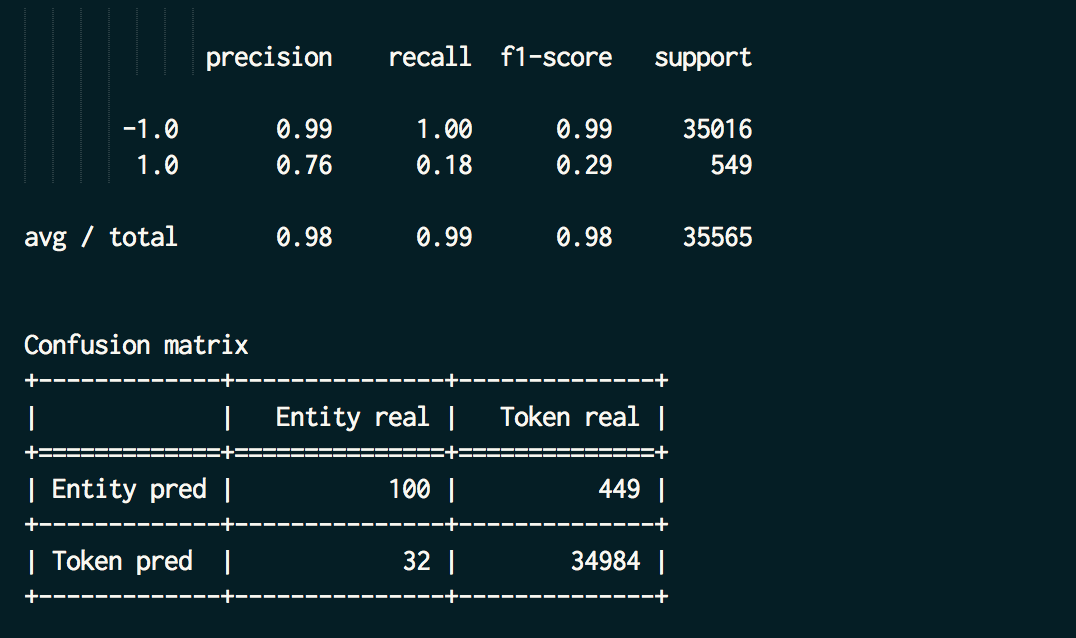 precision    recall  f1-score   support

       -1.0       0.99      1.00      0.99     35016
        1.0       0.76      0.18      0.29       549

avg / total       0.98      0.99      0.98     35565


Confusion matrix
+-------------+---------------+--------------+
|             |   Entity real |   Token real |
+=============+===============+==============+
| Entity pred |           100 |          449 |
+-------------+---------------+--------------+
| Token pred  |            32 |        34984 |
+-------------+---------------+--------------+